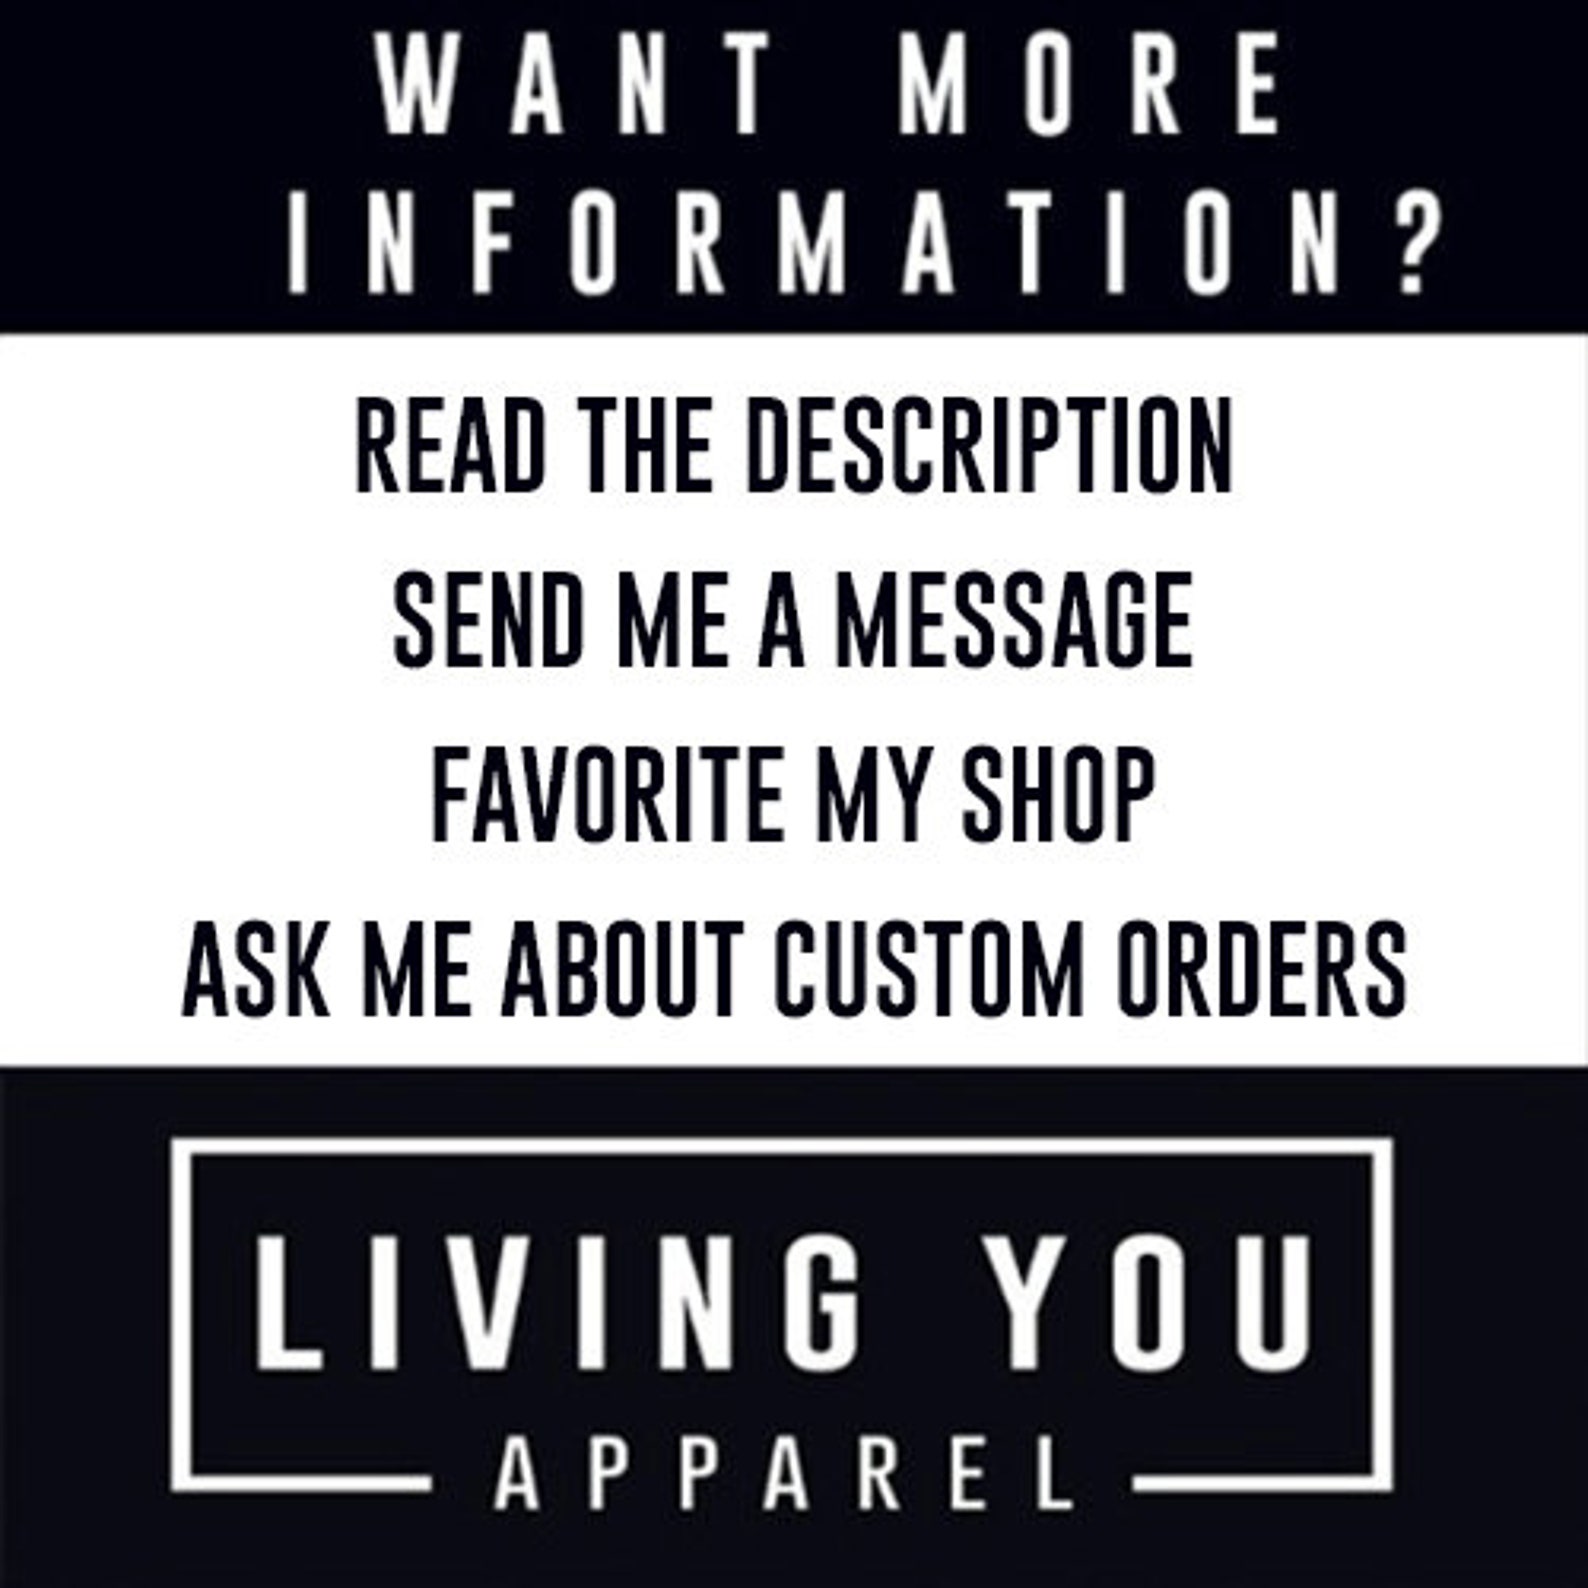 WANT MORE
INFORMATION?
READ THE DESCRIPTION
SEND ME A MESSAGE
FAVORITE MY SHOP
ASK ME ABOUT CUSTOM ORDERS
LIVING YOU
APPAREL